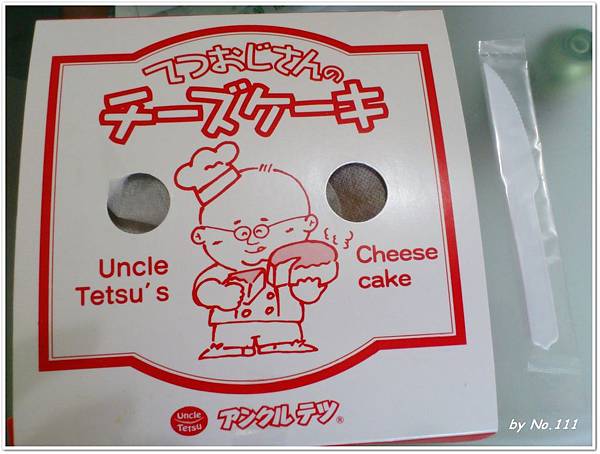 てつおじさんの
チーズケーキ
Uncle
Tetsu's
Cheese
cake
Uncle
Tetsu
アンクルテツ®
by No.111